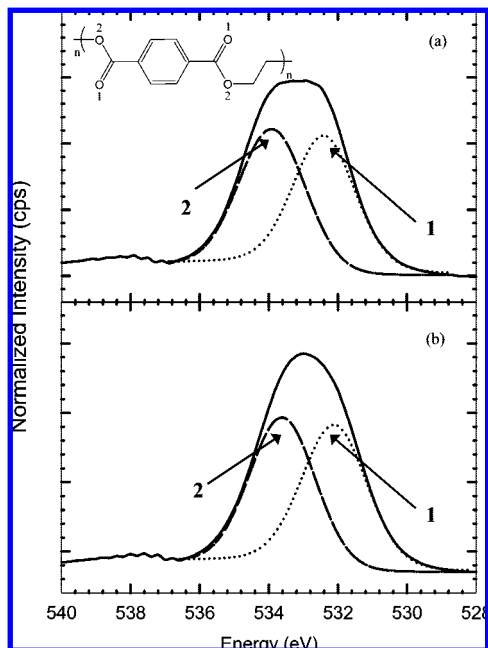 2
O
O
1
(a)
n
n
O
1
O
2
2
1
Normalized Intensity (cps)
(b)
2
1
540 538 536 534 532 530 528
Energy (eV)